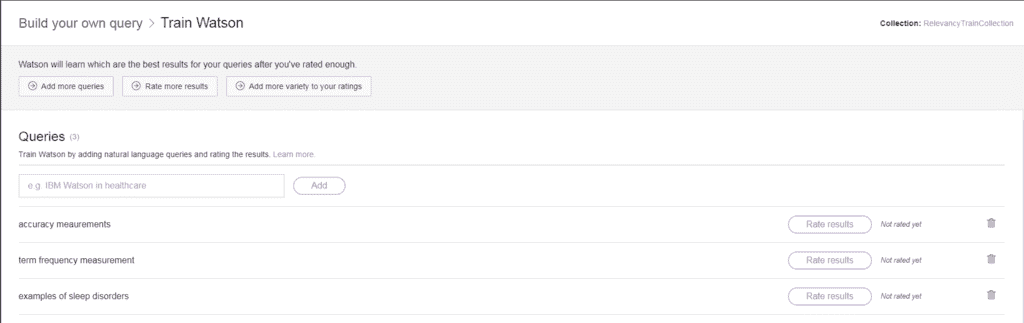 Build your own query > Train Watson
Collection: RelevancyTrainCollection
Watson will learn which are the best results for your queries after you've rated enough.
Add more queries Rate more results Add more variety to your ratings
Queries (3)
Train Watson by adding natural language queries and rating the results. Learn more.
e.g. IBM Watson in healthcare Add
accuracy meaurements Rate results Not rated yet
term frequency measurement Rate results Not rated yet
examples of sleep disorders Rate results Not rated yet